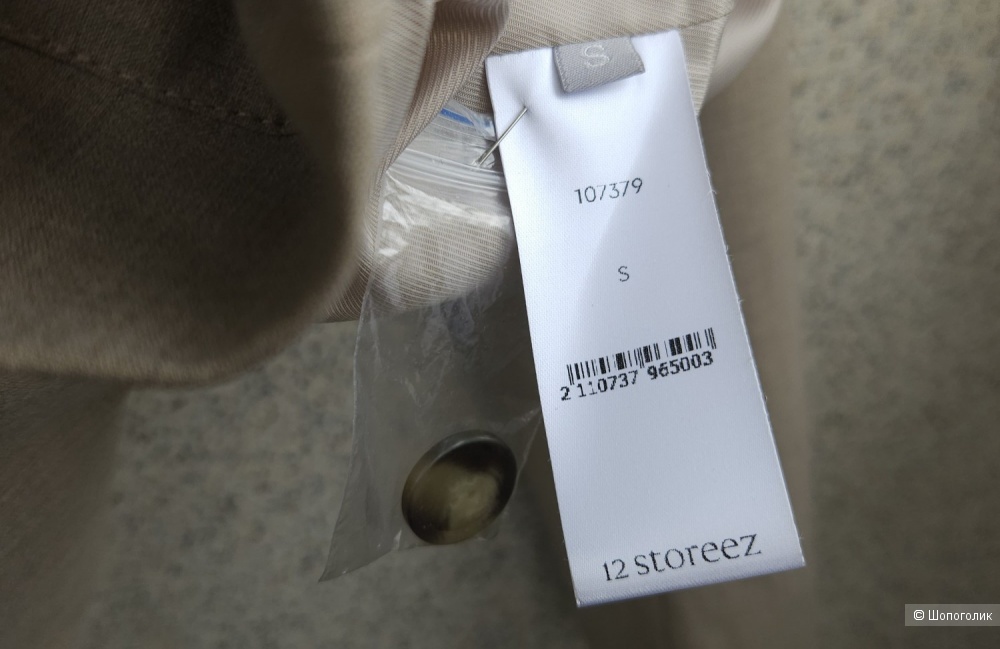 S
107379
S
2 110737 965003
12 storeez
© Шопоголик